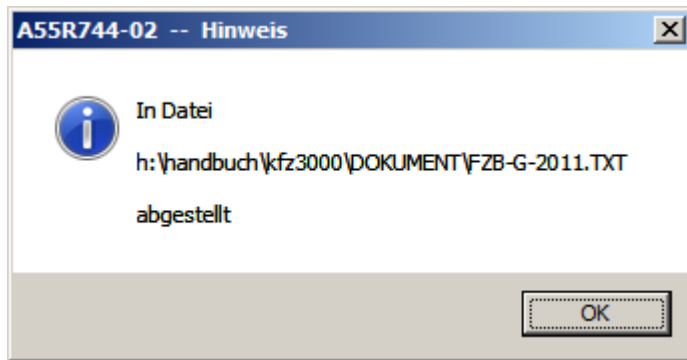 A55R744-02 -- Hinweis
In Datei
h:\handbuch\kfz3000\DOKUMENT\FZB-G-2011.TXT
abgestellt
OK